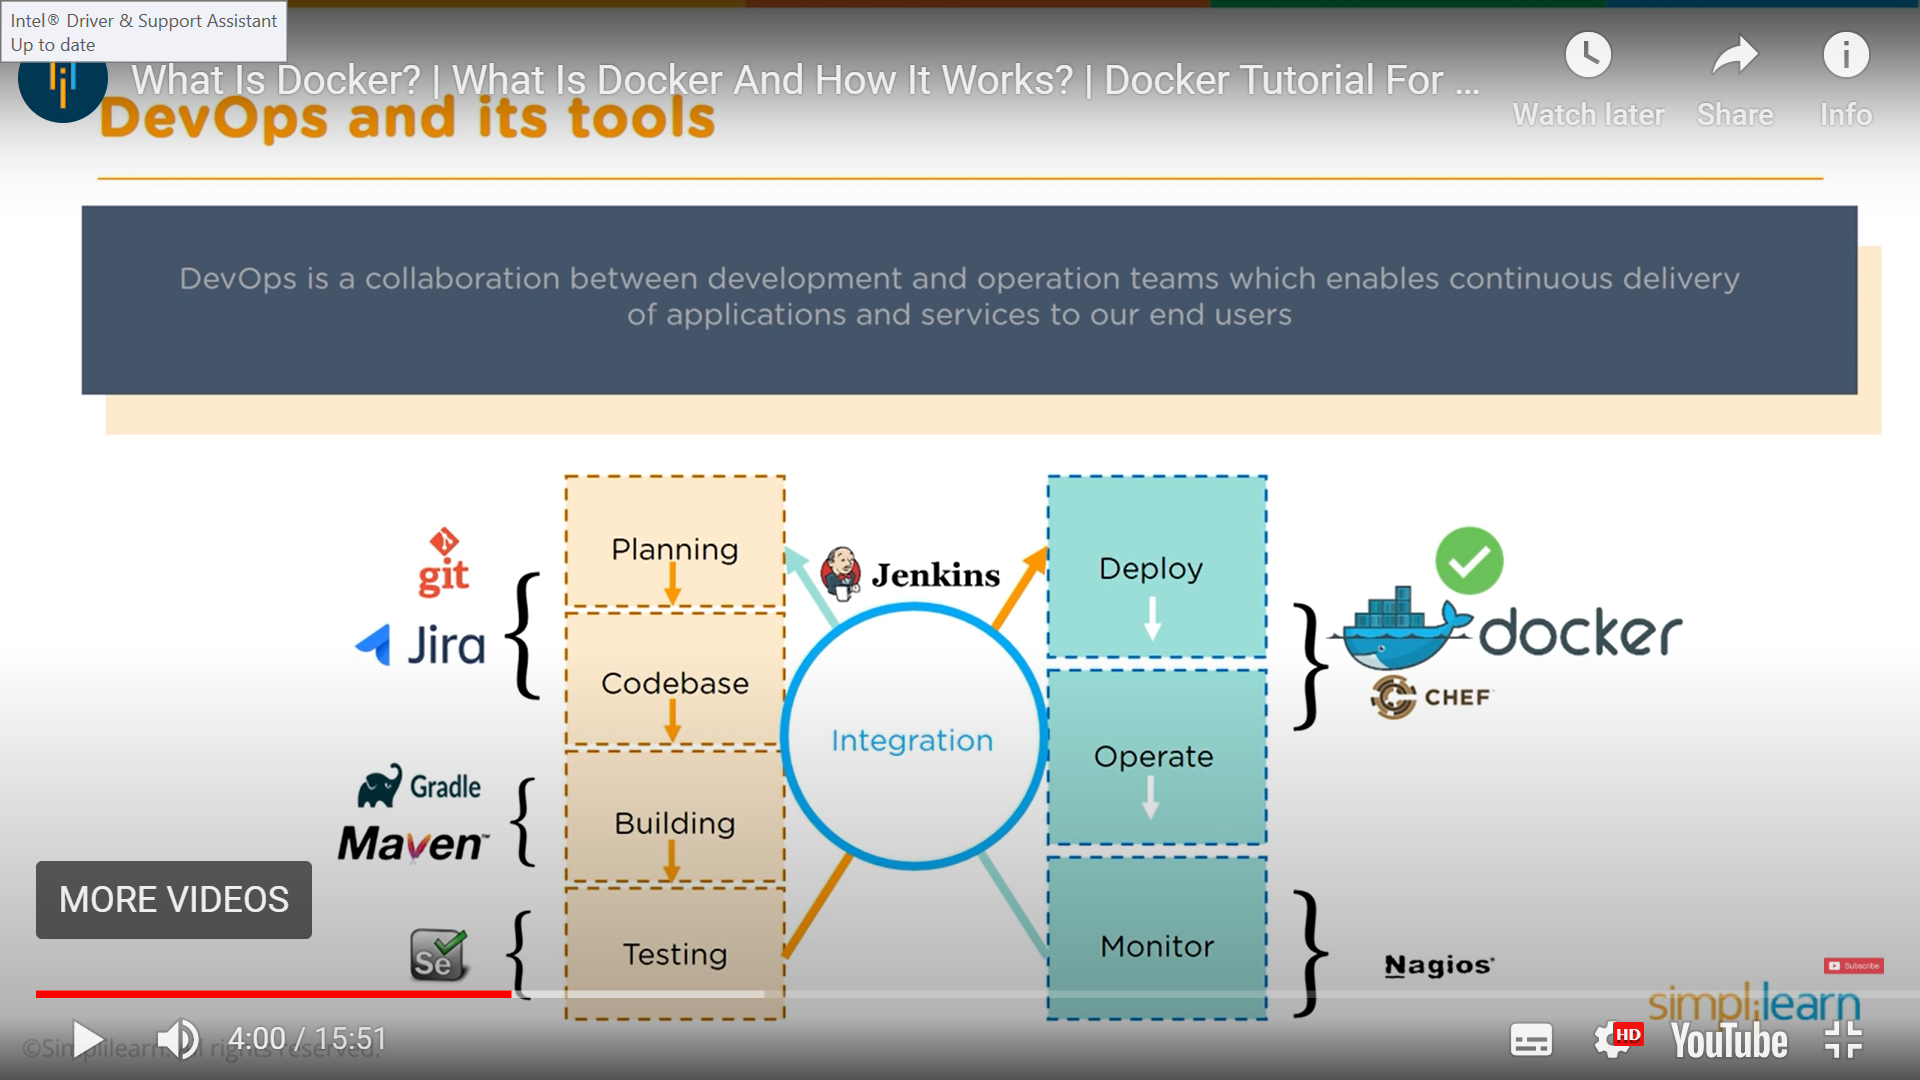 Intel® Driver & Support Assistant
Up to date
What Is Docker? | What Is Docker And How It Works? | Docker Tutorial For ...
Watch later
Share
Info
DevOps and its tools
DevOps is a collaboration between development and operation teams which enables continuous delivery
of applications and services to our end users
git
Jira
Gradle
Maven™
Se
Planning
Codebase
Building
Testing
Jenkins
Integration
Deploy
Operate
Monitor
docker
CHEF
Nagios®
MORE VIDEOS
Subscribe
simplilearn
4:00 / 15:51
©Simplilearn. All rights reserved.
HD
YouTube